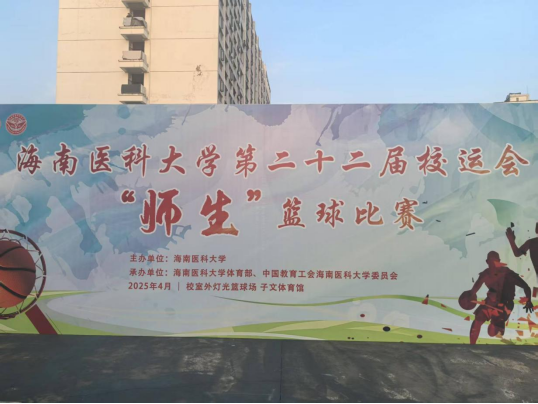 海南医科大学第二十二届校运会
“师生”篮球比赛
主办单位：海南医科大学
承办单位：海南医科大学体育部、中国教育工会海南医科大学委员会
2025年4月｜校室外灯光篮球场 子文体育馆